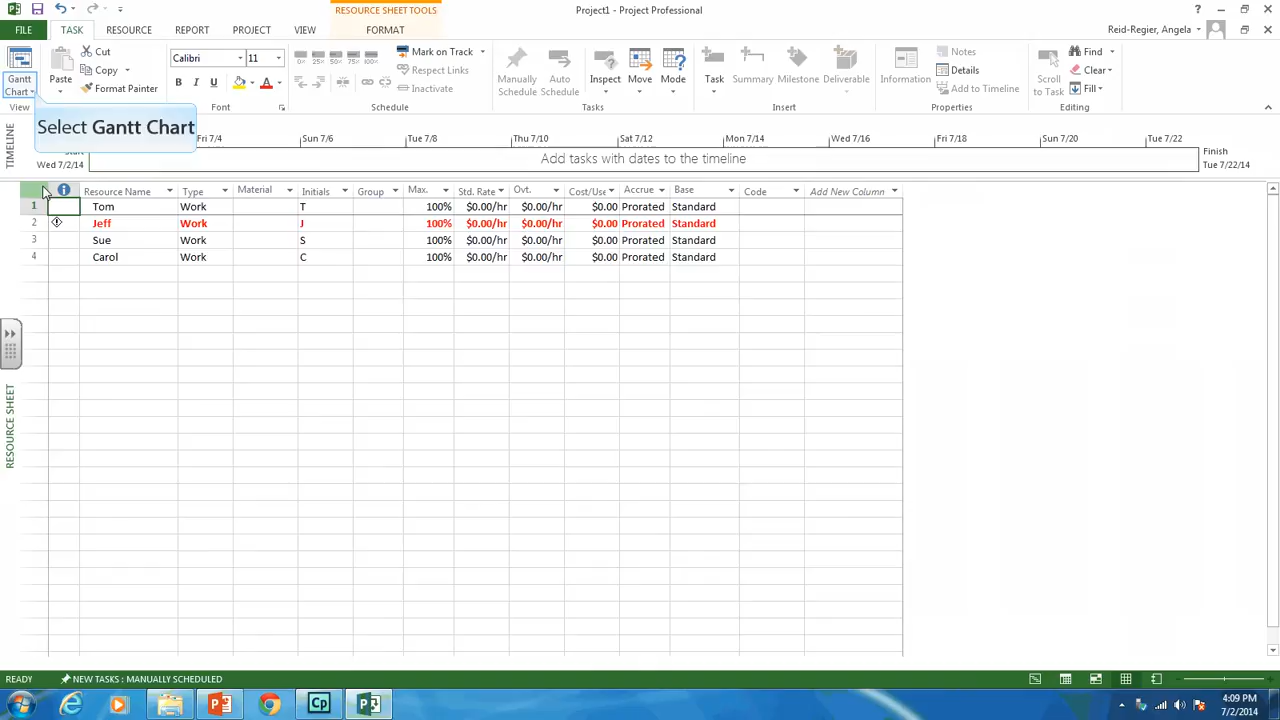 RESOURCE SHEET TOOLS
Project1 - Project Professional
FILE TASK RESOURCE REPORT PROJECT VIEW FORMAT
Reid-Regier, Angela
Gantt Chart
View
Paste
Cut
Copy
Format Painter
Calibri 11
B I U A
Font
0% 25% 50% 75% 100%
Mark on Track
Respect Links
Inactivate
Schedule
Manually Schedule
Auto Schedule
Inspect
Move
Mode
Tasks
Task
Summary
Milestone
Deliverable
Insert
Information
Notes
Details
Add to Timeline
Properties
Scroll to Task
Find
Clear
Fill
Editing
Select Gantt Chart
TIMELINE
Fri 7/4 Sun 7/6 Tue 7/8 Thu 7/10 Sat 7/12 Mon 7/14 Wed 7/16 Fri 7/18 Sun 7/20 Tue 7/22
Start
Wed 7/2/14
Add tasks with dates to the timeline
Finish
Tue 7/22/14
Resource Name Type Material Initials Group Max. Std. Rate Ovt. Cost/Use Accrue Base Code Add New Column
1 Tom Work T 100% $0.00/hr $0.00/hr $0.00 Prorated Standard
2 Jeff Work J 100% $0.00/hr $0.00/hr $0.00 Prorated Standard
3 Sue Work S 100% $0.00/hr $0.00/hr $0.00 Prorated Standard
4 Carol Work C 100% $0.00/hr $0.00/hr $0.00 Prorated Standard
RESOURCE SHEET
READY NEW TASKS : MANUALLY SCHEDULED
Cp
4:09 PM
7/2/2014